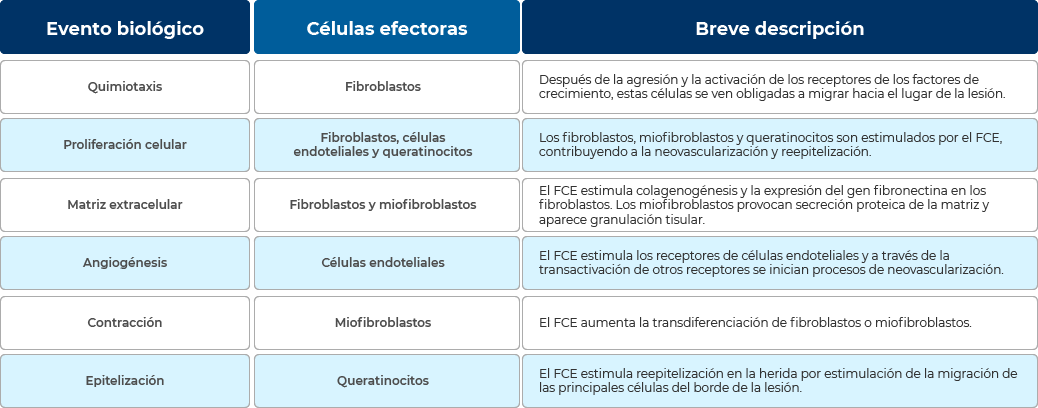 Evento biológico
Células efectoras
Breve descripción
Quimiotaxis
Fibroblastos
Después de la agresión y la activación de los receptores de los factores de
crecimiento, estas células se ven obligadas a migrar hacia el lugar de la lesión.
Proliferación celular
Fibroblastos, células
endoteliales y queratinocitos
Los fibroblastos, miofibroblastos y queratinocitos son estimulados por el FCE,
contribuyendo a la neovascularización y reepitelización.
Matriz extracelular
Fibroblastos y miofibroblastos
El FCE estimula colagenogénesis y la expresión del gen fibronectina en los
fibroblastos. Los miofibroblastos provocan secreción proteica de la matriz y
aparece granulación tisular.
Angiogénesis
Células endoteliales
El FCE estimula los receptores de células endoteliales y a través de la
transactivación de otros receptores se inician procesos de neovascularización.
Contracción
Miofibroblastos
El FCE aumenta la transdiferenciación de fibroblastos o miofibroblastos.
Epitelización
Queratinocitos
El FCE estimula reepitelización en la herida por estimulación de la migración de
las principales células del borde de la lesión.